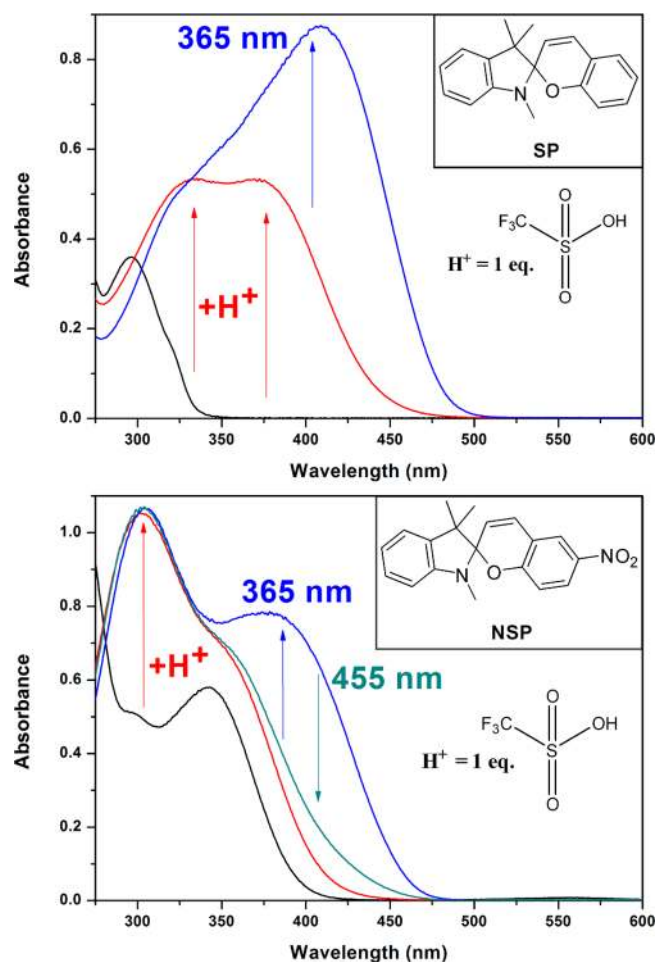 365 nm
N
O
SP
O
F3C
S
OH
O
H+ = 1 eq.
+H+
Absorbance
0.8
0.6
0.4
0.2
0.0
300 350 400 450 500 550 600
Wavelength (nm)
N
O
NO2
NSP
365 nm
455 nm
+H+
O
F3C
S
OH
O
H+ = 1 eq.
Absorbance
1.0
0.8
0.6
0.4
0.2
0.0
300 350 400 450 500 550 600
Wavelength (nm)